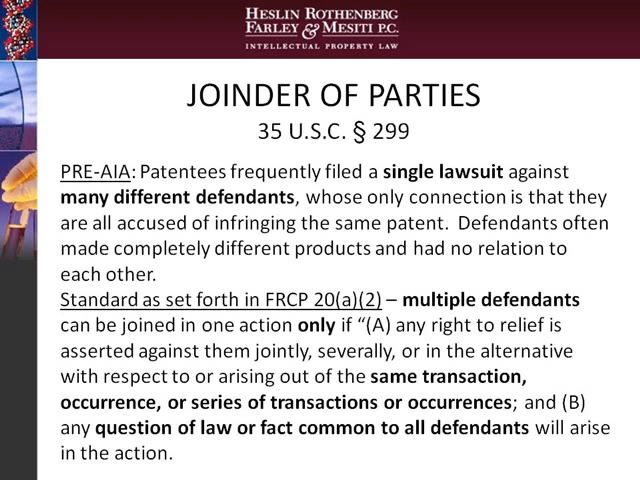 HESLIN ROTHENBERG
FARLEY & MESITI P.C.
INTELLECTUAL PROPERTY LAW
JOINDER OF PARTIES
35 U.S.C. § 299
PRE-AIA: Patentees frequently filed a single lawsuit against
many different defendants, whose only connection is that they
are all accused of infringing the same patent.  Defendants often
made completely different products and had no relation to
each other.
Standard as set forth in FRCP 20(a)(2) – multiple defendants
can be joined in one action only if “(A) any right to relief is
asserted against them jointly, severally, or in the alternative
with respect to or arising out of the same transaction,
occurrence, or series of transactions or occurrences; and (B)
any question of law or fact common to all defendants will arise
in the action.